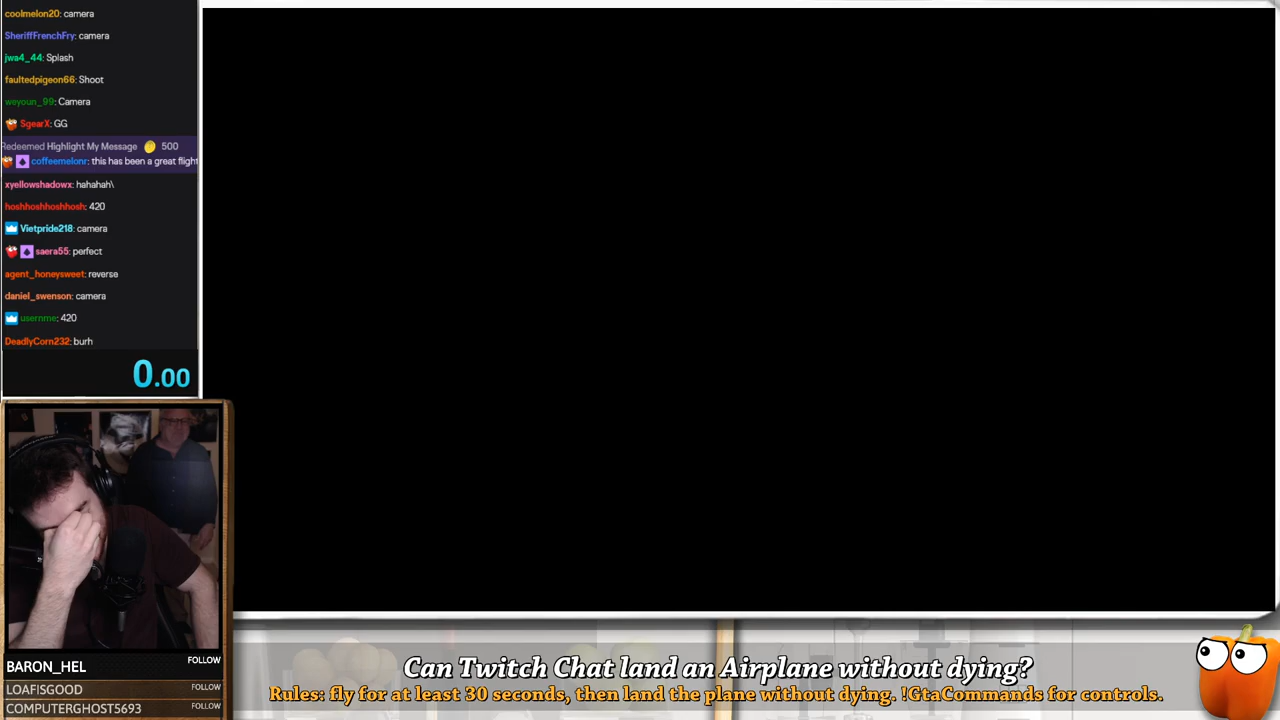 coolmelon20: camera
SheriffFrenchFry: camera
jwa4_44: Splash
faultedpigeon66: Shoot
weyoun_99: Camera
SgearX: GG
Redeemed Highlight My Message 500
coffeemelonr: this has been a great flight
xyellowshadowx: hahahah\
hoshhoshhoshhosh: 420
Vietpride218: camera
saera55: perfect
agent_honeysweet: reverse
daniel_swenson: camera
usernme: 420
DeadlyCorn232: burh
0.00
BARON_HEL FOLLOW
LOAFISGOOD FOLLOW
COMPUTERGHOST5693 FOLLOW
Can Twitch Chat land an Airplane without dying?
Rules: fly for at least 30 seconds, then land the plane without dying. !GtaCommands for controls.